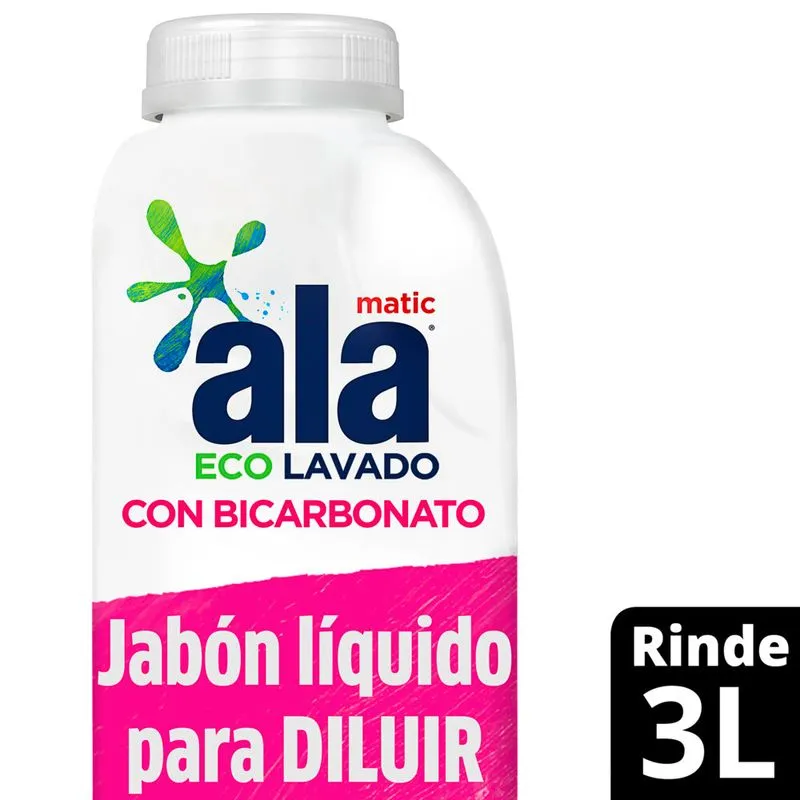 matic
ala®
ECO LAVADO
CON BICARBONATO
Jabón líquido
para DILUIR
Rinde
3L